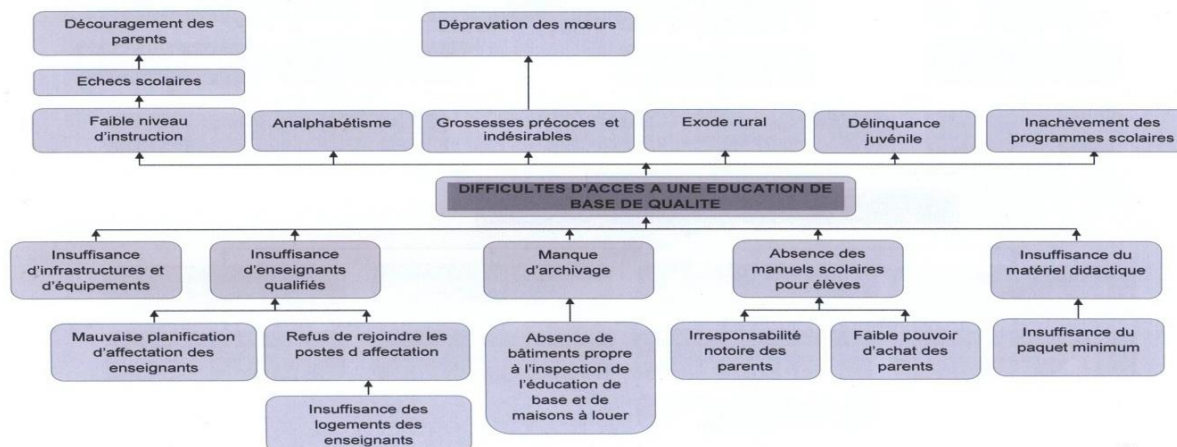 Découragement des
parents
Dépravation des mœurs
Echecs scolaires
Faible niveau
d'instruction
Analphabétisme
Grossesses précoces et
indésirables
Exode rural
Délinquance
juvénile
Inachèvement des
programmes scolaires
DIFFICULTES D'ACCES A UNE EDUCATION DE
BASE DE QUALITE
Insuffisance
d'infrastructures et
d'équipements
Insuffisance
d'enseignants
qualifiés
Manque
d'archivage
Absence des
manuels scolaires
pour élèves
Insuffisance du
matériel didactique
Mauvaise planification
d'affectation des
enseignants
Refus de rejoindre les
postes d affectation
Absence de
bâtiments propre
à l'inspection de
l'éducation de
base et de
maisons à louer
Irresponsabilité
notoire des
parents
Faible pouvoir
d'achat des
parents
Insuffisance du
paquet minimum
Insuffisance des
logements des
enseignants